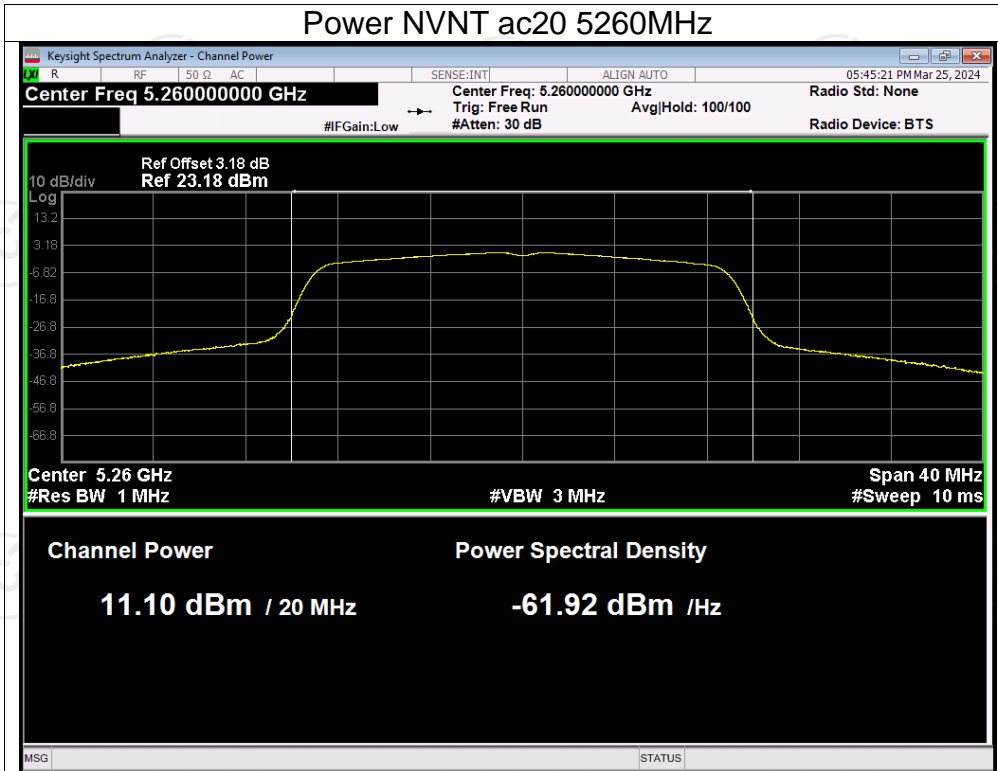 Power NVNT ac20 5260MHz
Keysight Spectrum Analyzer - Channel Power
LXI R RF 50 Ω AC SENSE:INT ALIGN AUTO 05:45:21 PM Mar 25, 2024
Center Freq 5.260000000 GHz Center Freq: 5.260000000 GHz Radio Std: None
Trig: Free Run Avg|Hold: 100/100
#IFGain:Low #Atten: 30 dB Radio Device: BTS
Ref Offset 3.18 dB
10 dB/div Ref 23.18 dBm
Log
13.2
3.18
-6.82
-16.8
-26.8
-36.8
-46.8
-56.8
-66.8
Center 5.26 GHz Span 40 MHz
#Res BW 1 MHz #VBW 3 MHz #Sweep 10 ms
Channel Power Power Spectral Density
11.10 dBm / 20 MHz -61.92 dBm /Hz
MSG STATUS